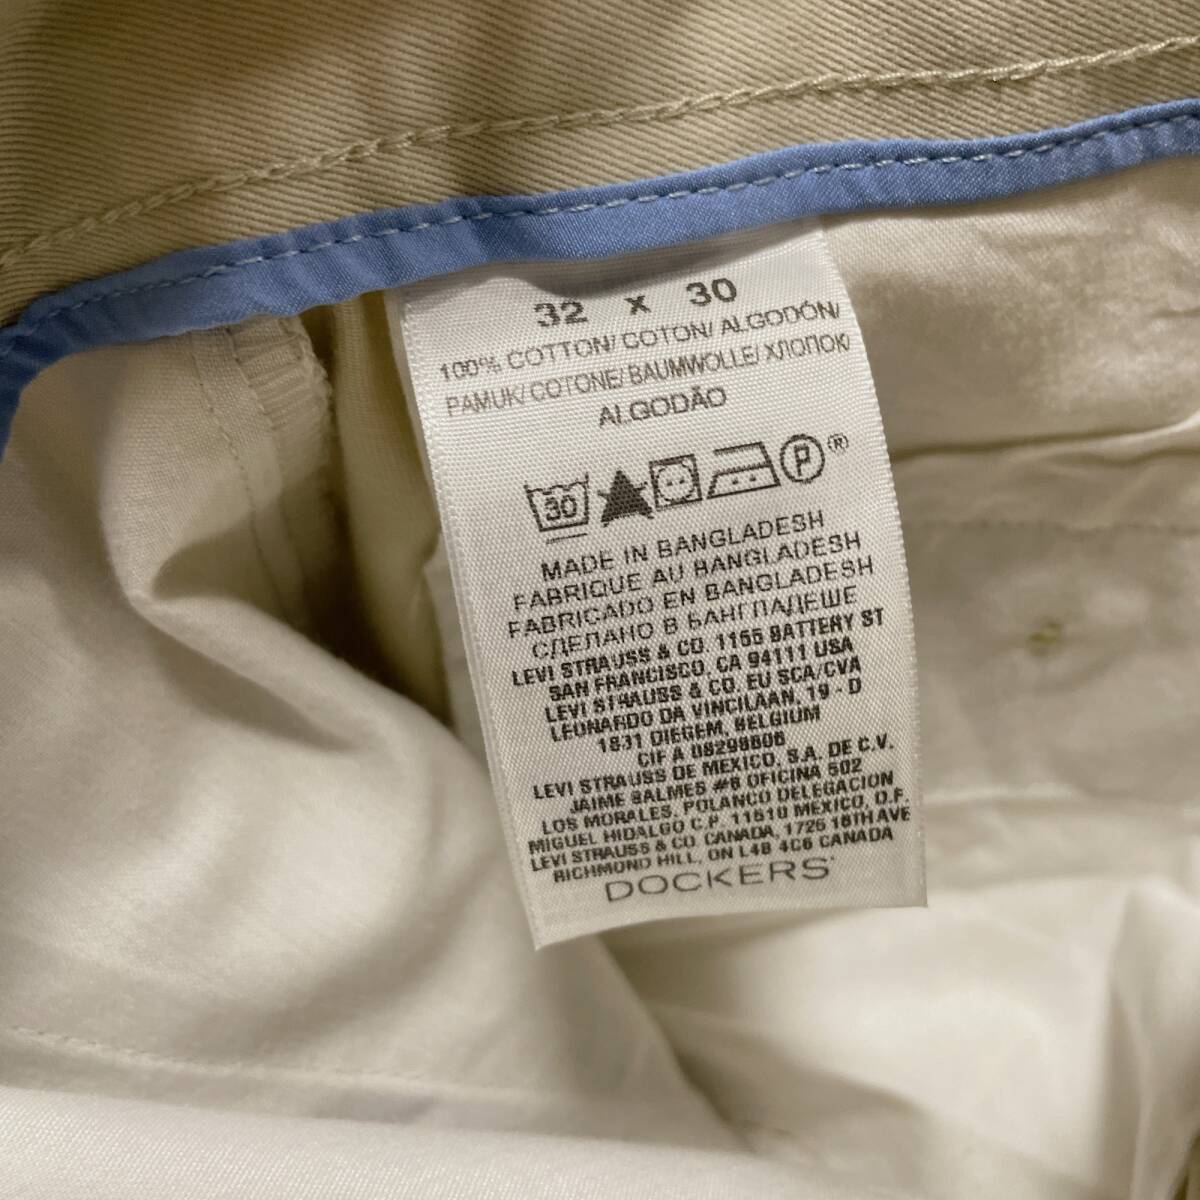 32 x 30
100% COTTON/ COTON/ ALGODÓN/
PAMUK/ COTONE/ BAUMWOLLE/ ХЛОПОК/
ALGODÃO
30 P ®
MADE IN BANGLADESH
FABRIQUE AU BANGLADESH
FABRICADO EN BANGLADESH
СДЕЛАНО В БАНГЛАДЕШЕ
LEVI STRAUSS & CO. 1155 BATTERY ST
SAN FRANCISCO, CA 94111 USA
LEVI STRAUSS & CO. EU SCA/CVA
LEONARDO DA VINCILAAN, 19 - D
1831 DIEGEM, BELGIUM
CIF A 08298606
LEVI STRAUSS DE MEXICO, S.A. DE C.V.
JAIME BALMES #8 OFICINA 502
LOS MORALES, POLANCO DELEGACION
MIGUEL HIDALGO C.P. 11510 MEXICO, D.F.
LEVI STRAUSS & CO. CANADA, 1725 16TH AVE
RICHMOND HILL, ON L4B 4C6 CANADA
DOCKERS